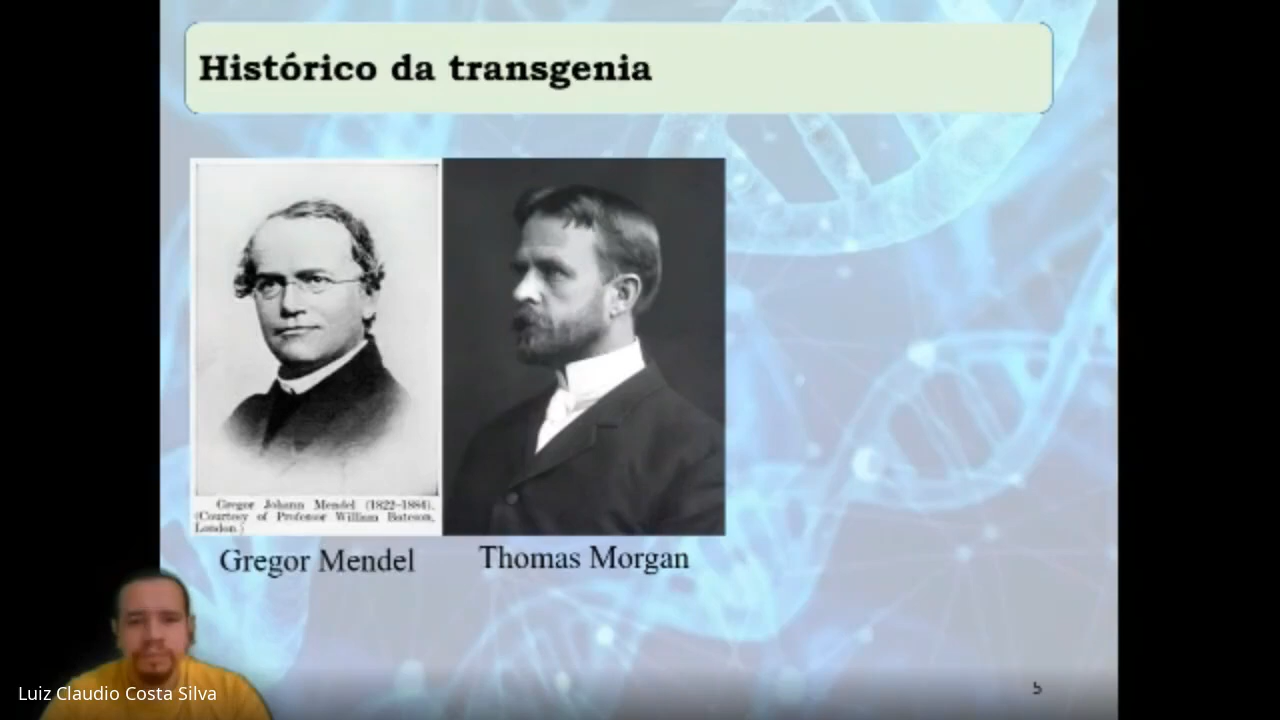 Histórico da transgenia
Gregor Johann Mendel (1822–1884).
(Courtesy of Professor William Bateson,
London.)
Gregor Mendel
Thomas Morgan
Luiz Claudio Costa Silva
5